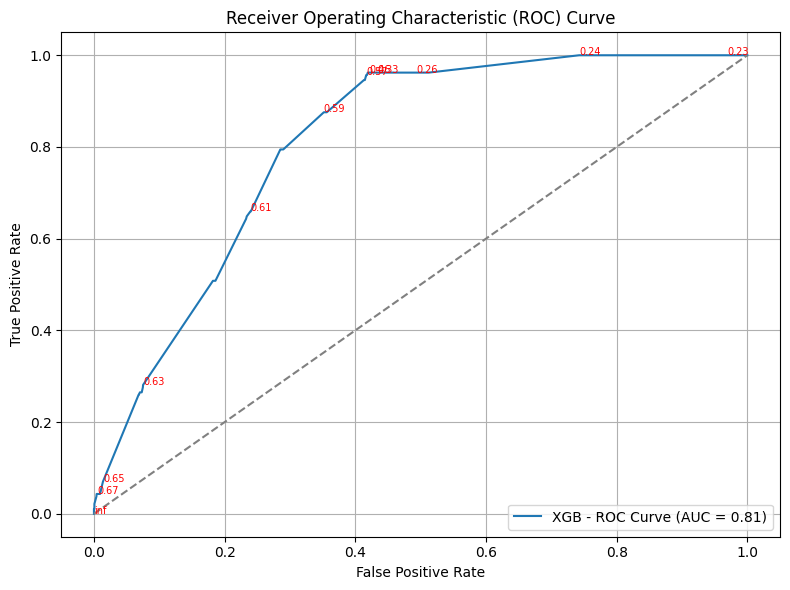 Receiver Operating Characteristic (ROC) Curve
True Positive Rate
1.0
0.8
0.6
0.4
0.2
0.0
0.23
0.24
0.26
0.33
0.59
0.61
0.63
0.65
0.67
inf
XGB - ROC Curve (AUC = 0.81)
0.0 0.2 0.4 0.6 0.8 1.0
False Positive Rate